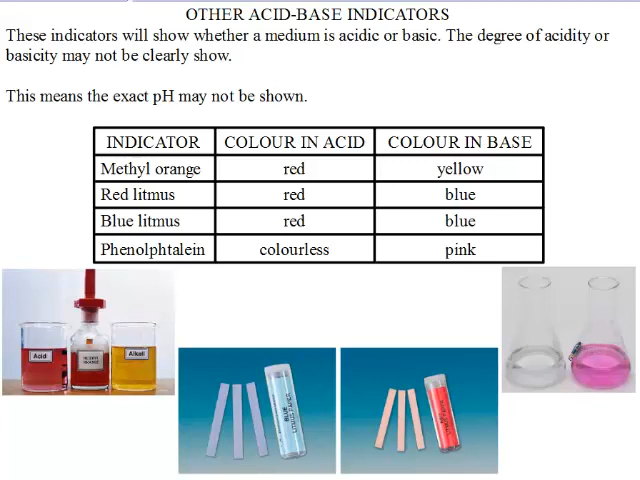 OTHER ACID-BASE INDICATORS
These indicators will show whether a medium is acidic or basic. The degree of acidity or
basicity may not be clearly show.
This means the exact pH may not be shown.
INDICATOR COLOUR IN ACID COLOUR IN BASE
Methyl orange red yellow
Red litmus red blue
Blue litmus red blue
Phenolphtalein colourless pink
Acid
Alkali
BLUE
LITMUS PAPER